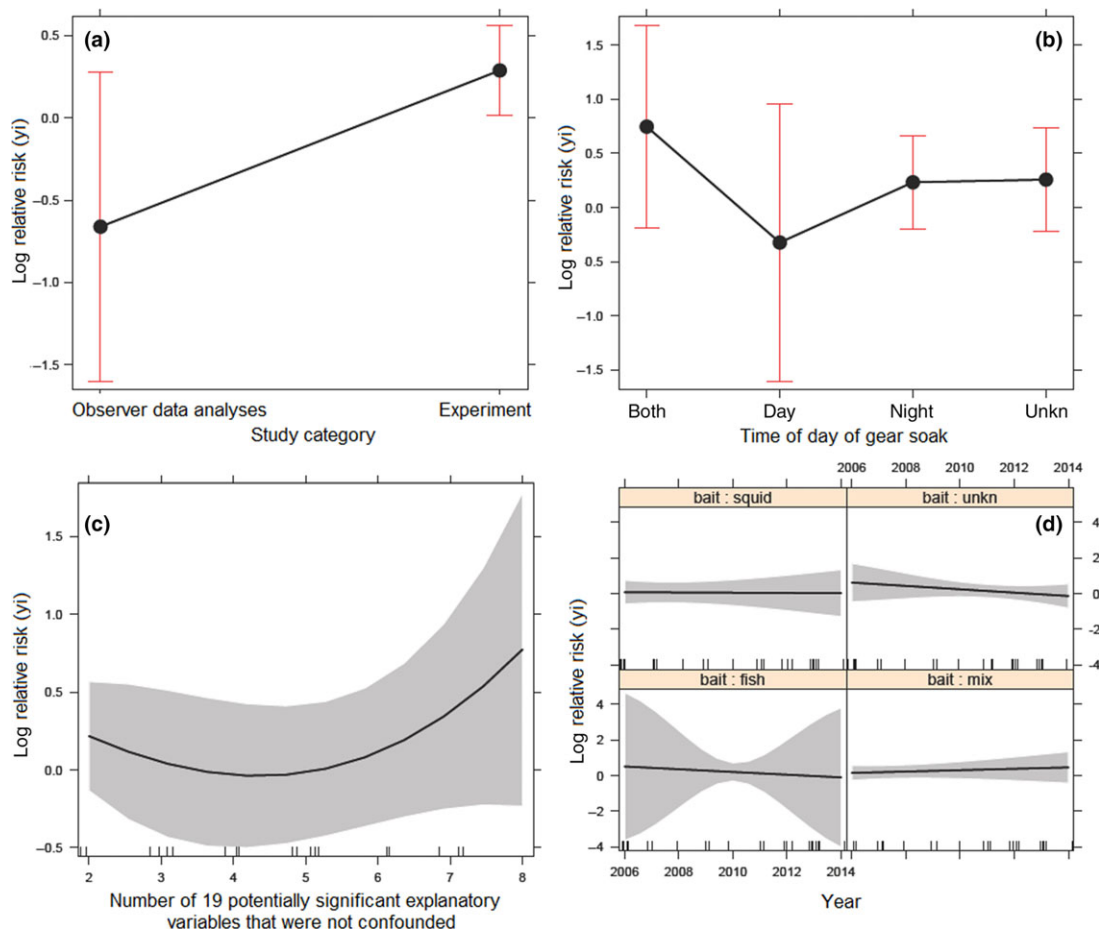 (a)
Log relative risk (yi)
0.5
0.0
−0.5
−1.0
−1.5
Observer data analyses
Experiment
Study category
(b)
Log relative risk (yi)
1.5
1.0
0.5
0.0
0.5
−1.0
−1.5
Both
Day
Night
Unkn
Time of day of gear soak
(c)
Log relative risk (yi)
1.5
1.0
0.5
0.0
−0.5
2
3
4
5
6
7
8
Number of 19 potentially significant explanatory
variables that were not confounded
(d)
Log relative risk (yi)
2006
2008
2010
2012
2014
bait : squid
bait : unkn
4
2
0
−2
−4
bait : fish
bait : mix
4
2
0
−2
−4
2006
2008
2010
2012
2014
Year